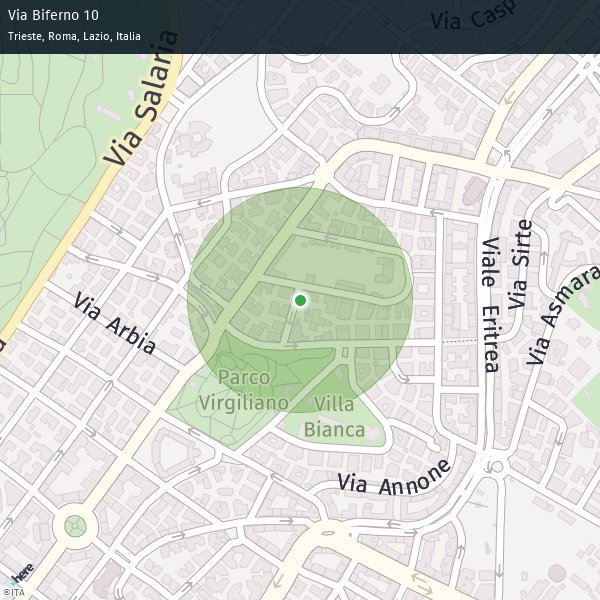 Via Biferno 10
Trieste, Roma, Lazio, Italia
Via Casp
Via Salaria
Viale Eritrea
Via Sirte
Via Asmara
Via Arbia
Parco
Virgiliano
Villa
Bianca
Via Annone
here
©ITA